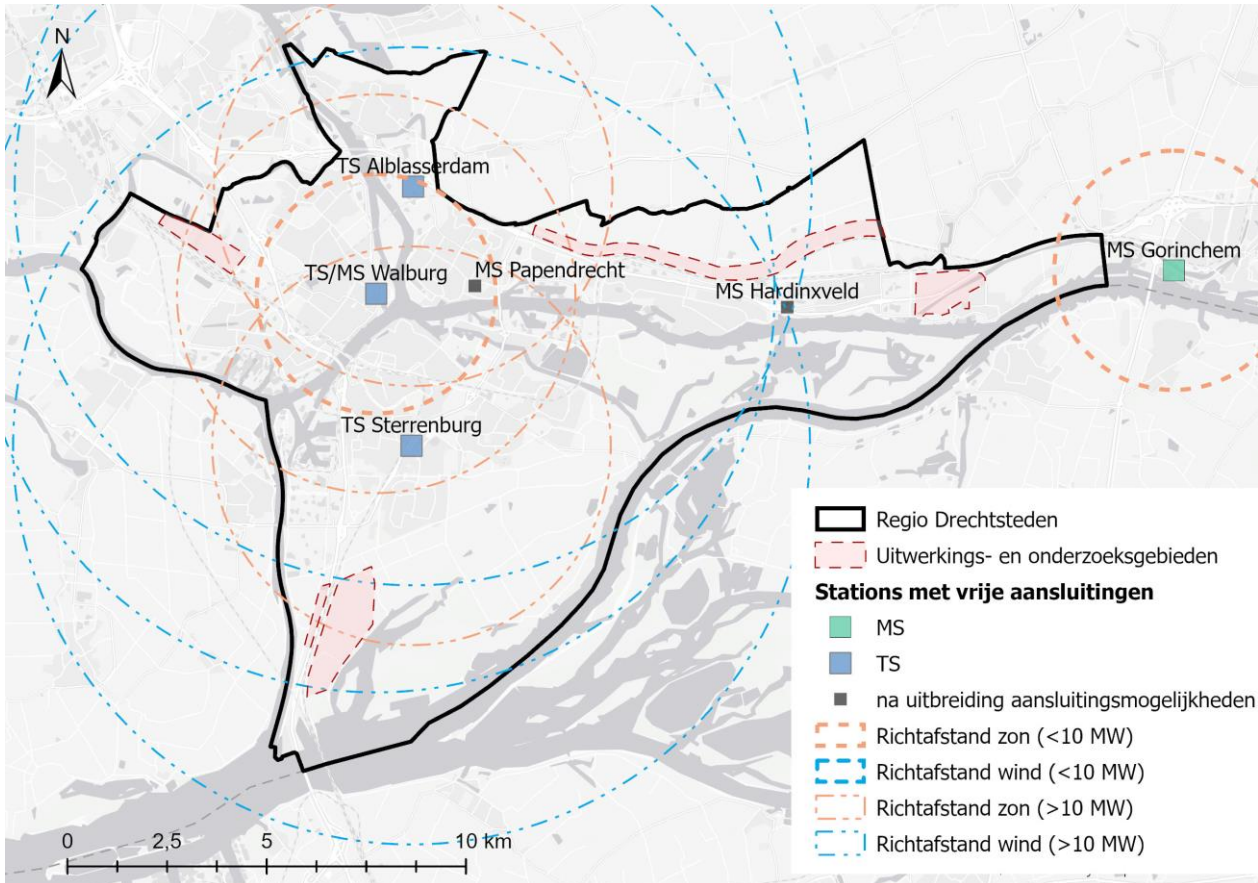 N
TS Alblasserdam
TS/MS Walburg
MS Papendrecht
MS Hardinxveld
MS Gorinchem
TS Sterrenburg
Regio Drechtsteden
Uitwerkings- en onderzoeksgebieden
Stations met vrije aansluitingen
MS
TS
na uitbreiding aansluitingsmogelijkheden
Richtafstand zon (<10 MW)
Richtafstand wind (<10 MW)
Richtafstand zon (>10 MW)
Richtafstand wind (>10 MW)
0 2,5 5 10 km